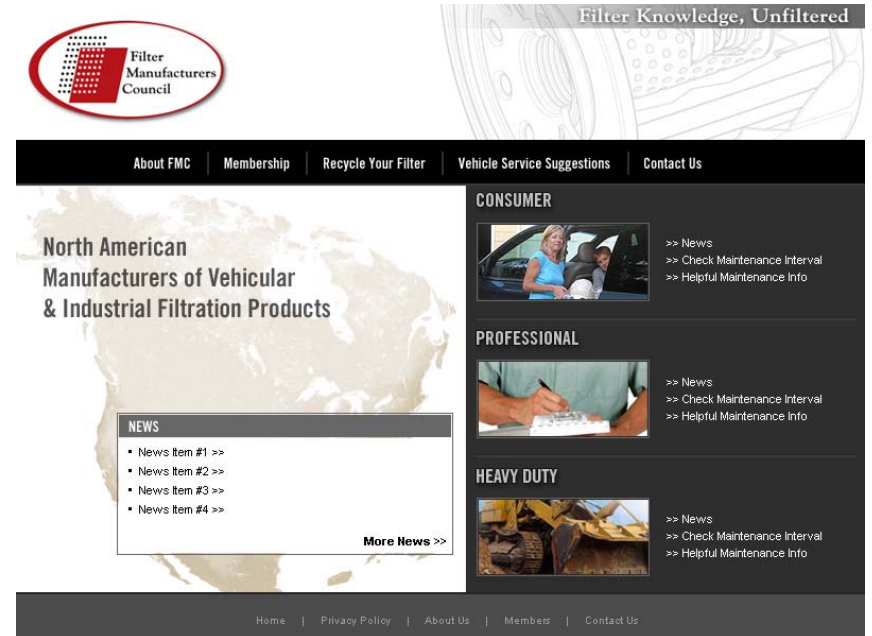 Filter Knowledge, Unfiltered
Filter
Manufacturers
Council
About FMC | Membership | Recycle Your Filter | Vehicle Service Suggestions | Contact Us
North American
Manufacturers of Vehicular
& Industrial Filtration Products
NEWS
▪ News Item #1 >>
▪ News Item #2 >>
▪ News Item #3 >>
▪ News Item #4 >>
More News >>
CONSUMER
>> News
>> Check Maintenance Interval
>> Helpful Maintenance Info
PROFESSIONAL
>> News
>> Check Maintenance Interval
>> Helpful Maintenance Info
HEAVY DUTY
>> News
>> Check Maintenance Interval
>> Helpful Maintenance Info
Home | Privacy Policy | About Us | Members | Contact Us